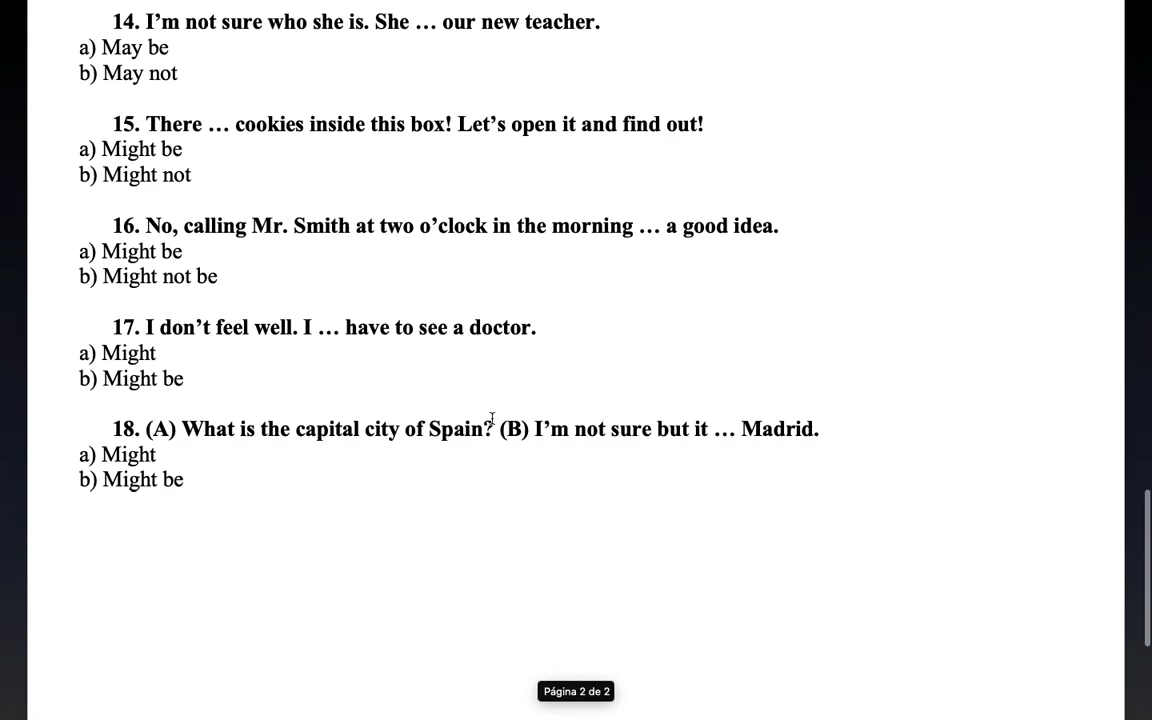 14. I’m not sure who she is. She … our new teacher.
a) May be
b) May not
15. There … cookies inside this box! Let’s open it and find out!
a) Might be
b) Might not
16. No, calling Mr. Smith at two o’clock in the morning … a good idea.
a) Might be
b) Might not be
17. I don’t feel well. I … have to see a doctor.
a) Might
b) Might be
18. (A) What is the capital city of Spain? (B) I’m not sure but it … Madrid.
a) Might
b) Might be
Página 2 de 2